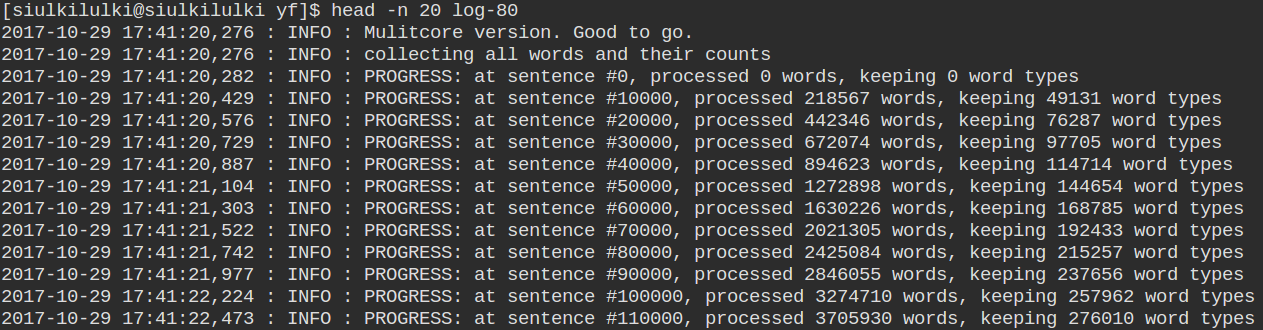 [siulkilulki@siulkilulki yf]$ head -n 20 log-80
2017-10-29 17:41:20,276 : INFO : Mulitcore version. Good to go.
2017-10-29 17:41:20,276 : INFO : collecting all words and their counts
2017-10-29 17:41:20,282 : INFO : PROGRESS: at sentence #0, processed 0 words, keeping 0 word types
2017-10-29 17:41:20,429 : INFO : PROGRESS: at sentence #10000, processed 218567 words, keeping 49131 word types
2017-10-29 17:41:20,576 : INFO : PROGRESS: at sentence #20000, processed 442346 words, keeping 76287 word types
2017-10-29 17:41:20,729 : INFO : PROGRESS: at sentence #30000, processed 672074 words, keeping 97705 word types
2017-10-29 17:41:20,887 : INFO : PROGRESS: at sentence #40000, processed 894623 words, keeping 114714 word types
2017-10-29 17:41:21,104 : INFO : PROGRESS: at sentence #50000, processed 1272898 words, keeping 144654 word types
2017-10-29 17:41:21,303 : INFO : PROGRESS: at sentence #60000, processed 1630226 words, keeping 168785 word types
2017-10-29 17:41:21,522 : INFO : PROGRESS: at sentence #70000, processed 2021305 words, keeping 192433 word types
2017-10-29 17:41:21,742 : INFO : PROGRESS: at sentence #80000, processed 2425084 words, keeping 215257 word types
2017-10-29 17:41:21,977 : INFO : PROGRESS: at sentence #90000, processed 2846055 words, keeping 237656 word types
2017-10-29 17:41:22,224 : INFO : PROGRESS: at sentence #100000, processed 3274710 words, keeping 257962 word types
2017-10-29 17:41:22,473 : INFO : PROGRESS: at sentence #110000, processed 3705930 words, keeping 276010 word types